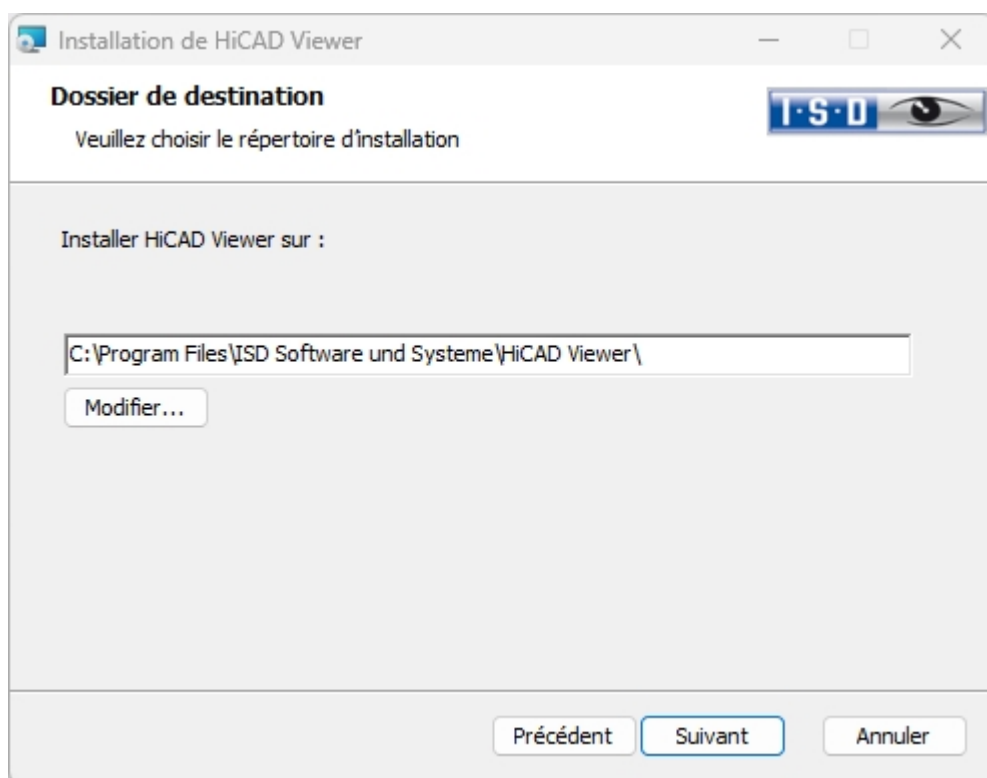 Installation de HiCAD Viewer
Dossier de destination
Veuillez choisir le répertoire d'installation
I·S·D
Installer HiCAD Viewer sur :
C:\Program Files\ISD Software und Systeme\HiCAD Viewer\
Modifier...
Précédent Suivant Annuler